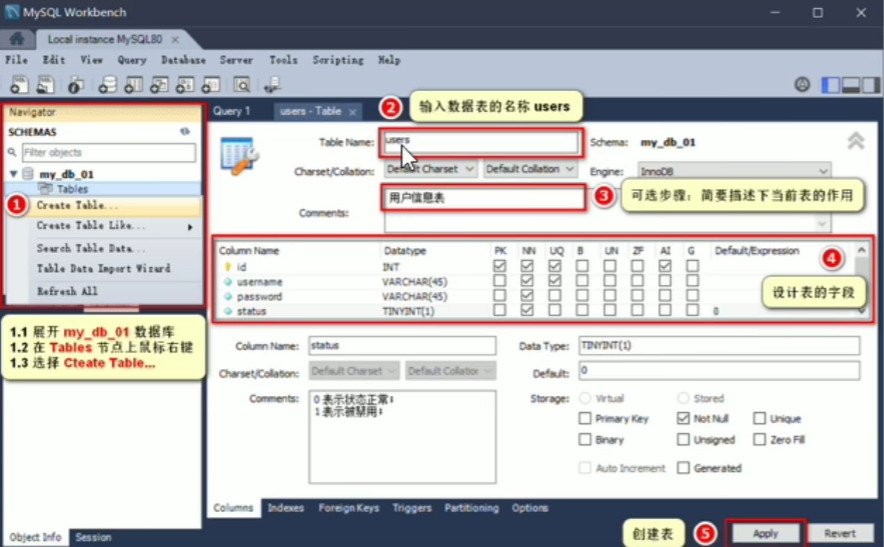 MySQL Workbench
Local instance MySQL80
File Edit View Query Database Server Tools Scripting Help
Navigator
SCHEMAS
Filter objects
my_db_01
Tables
1
Create Table...
Create Table Like...
Search Table Data...
Table Data Import Wizard
Refresh All
1.1 展开 my_db_01 数据库
1.2 在 Tables 节点上鼠标右键
1.3 选择 Cteate Table...
Object Info Session
Query 1 users - Table
2 输入数据表的名称 users
Table Name: users Schema: my_db_01
Charset/Collation: Default Charset Default Collation Engine: InnoDB
Comments: 用户信息表
3 可选步骤：简要描述下当前表的作用
Column Name Datatype PK NN UQ B UN ZF AI G Default/Expression
id INT
username VARCHAR(45)
password VARCHAR(45)
status TINYINT(1) 0
4
设计表的字段
Column Name: status Data Type: TINYINT(1)
Charset/Collation: Default Charset Default Collation Default: 0
Comments: 0 表示状态正常；
1 表示被禁用；
Storage: Virtual Stored
Primary Key Not Null Unique
Binary Unsigned Zero Fill
Auto Increment Generated
Columns Indexes Foreign Keys Triggers Partitioning Options
创建表 5 Apply Revert